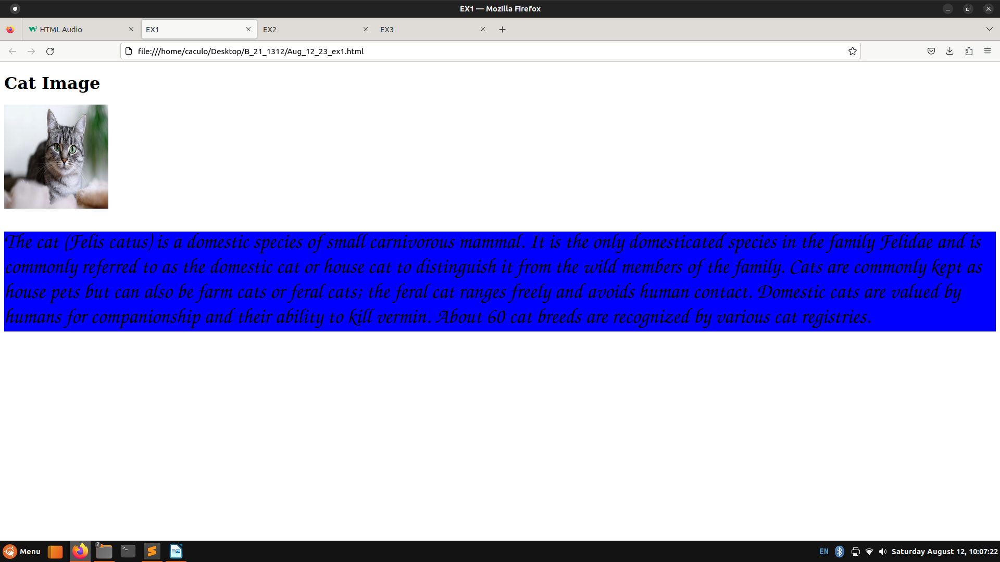 EX1 — Mozilla Firefox
HTML Audio
EX1
EX2
EX3
file:///home/caculo/Desktop/B_21_1312/Aug_12_23_ex1.html
Cat Image
The cat (Felis catus) is a domestic species of small carnivorous mammal. It is the only domesticated species in the family Felidae and is
commonly referred to as the domestic cat or house cat to distinguish it from the wild members of the family. Cats are commonly kept as
house pets but can also be farm cats or feral cats; the feral cat ranges freely and avoids human contact. Domestic cats are valued by
humans for companionship and their ability to kill vermin. About 60 cat breeds are recognized by various cat registries.
Menu
2
EN
Saturday August 12, 10:07:22